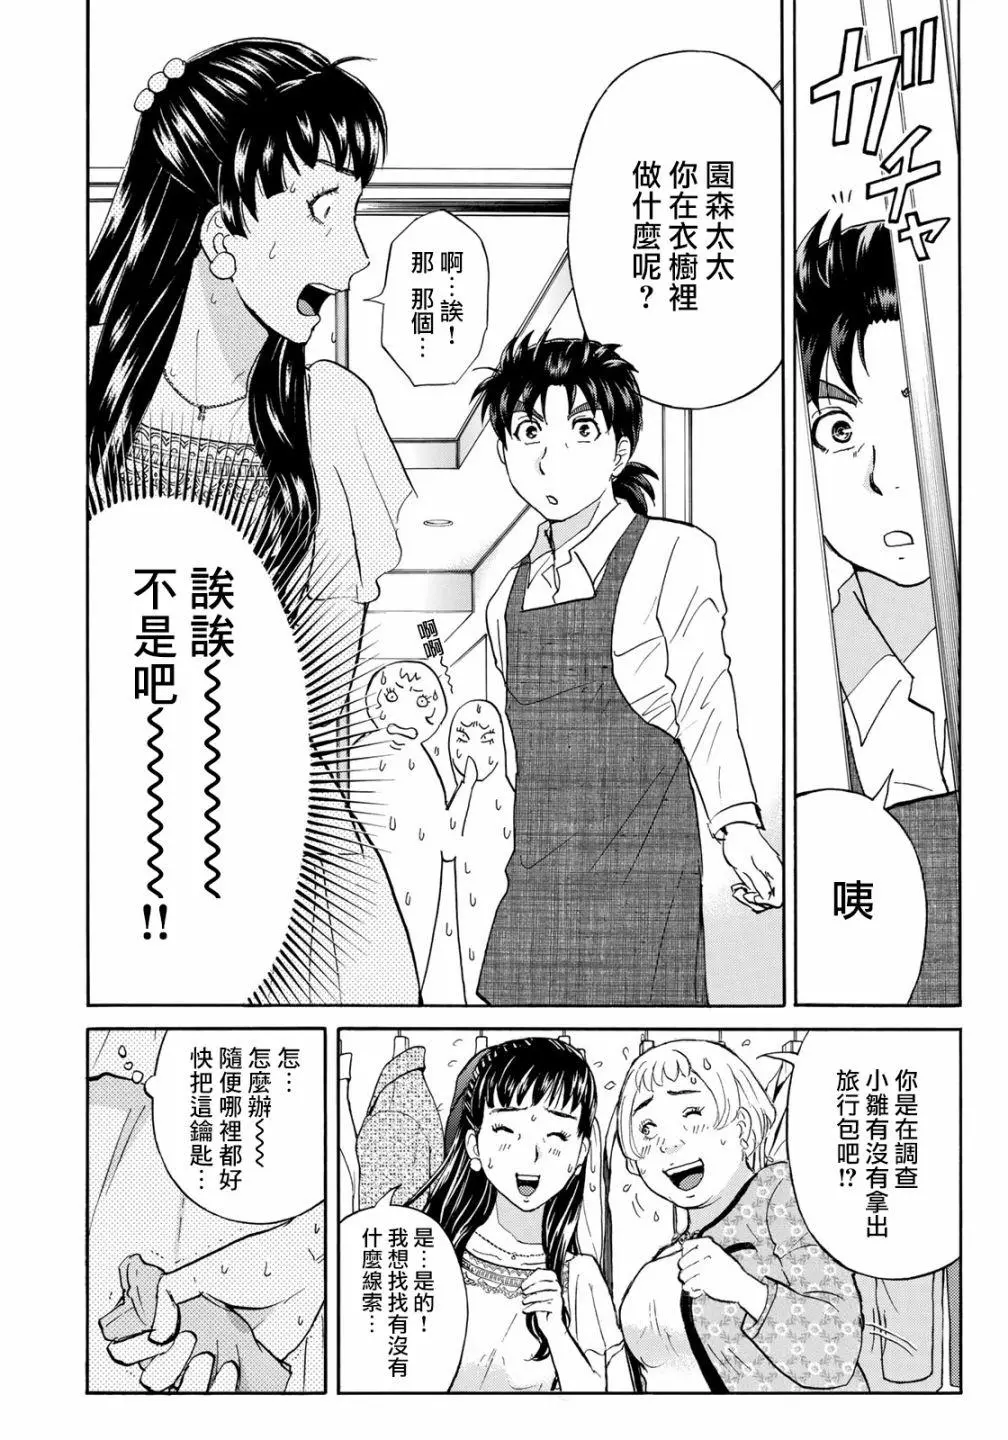 ガチャ
咦
園森太太
你在衣櫥裡
做什麼呢?
啊…誒!
那 那個…
啊
啊
誒誒~
不是吧~!!
你是在調查
小雛有沒有拿出
旅行包吧!?
是…是的!
我想找找有沒有
什麼線索…
怎…
怎麼辦~
隨便哪裡都好
快把這鑰匙…